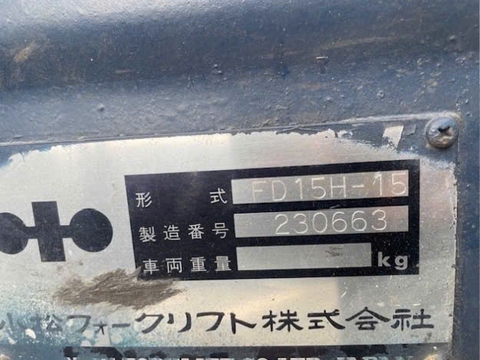 形式 FD15H-15
製造番号 230663
車両重量 kg
小松フォークリフト株式会社